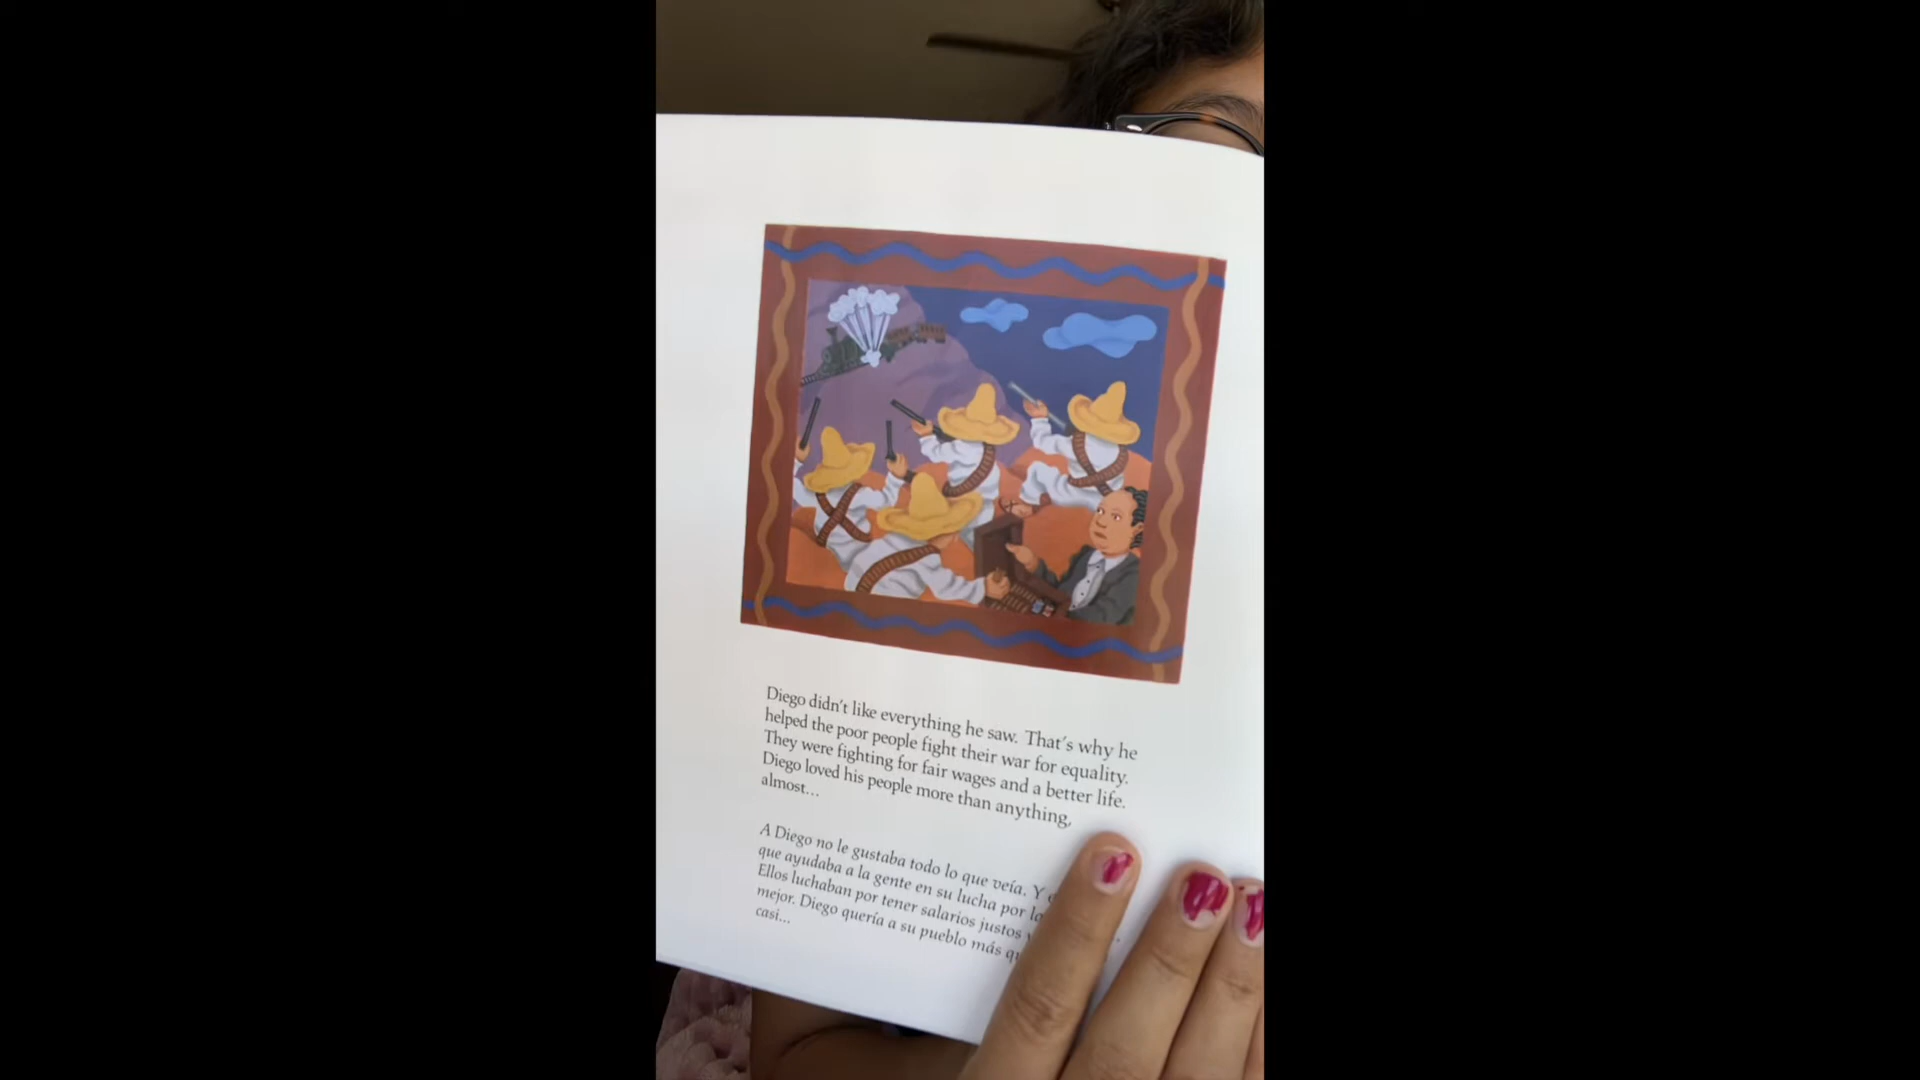 Diego didn't like everything he saw. That's why he
helped the poor people fight their war for equality.
They were fighting for fair wages and a better life.
Diego loved his people more than anything,
almost...
A Diego no le gustaba todo lo que veía. Y
que ayudaba a la gente en su lucha por
Ellos luchaban por tener salarios justos
mejor. Diego quería a su pueblo más
casi...